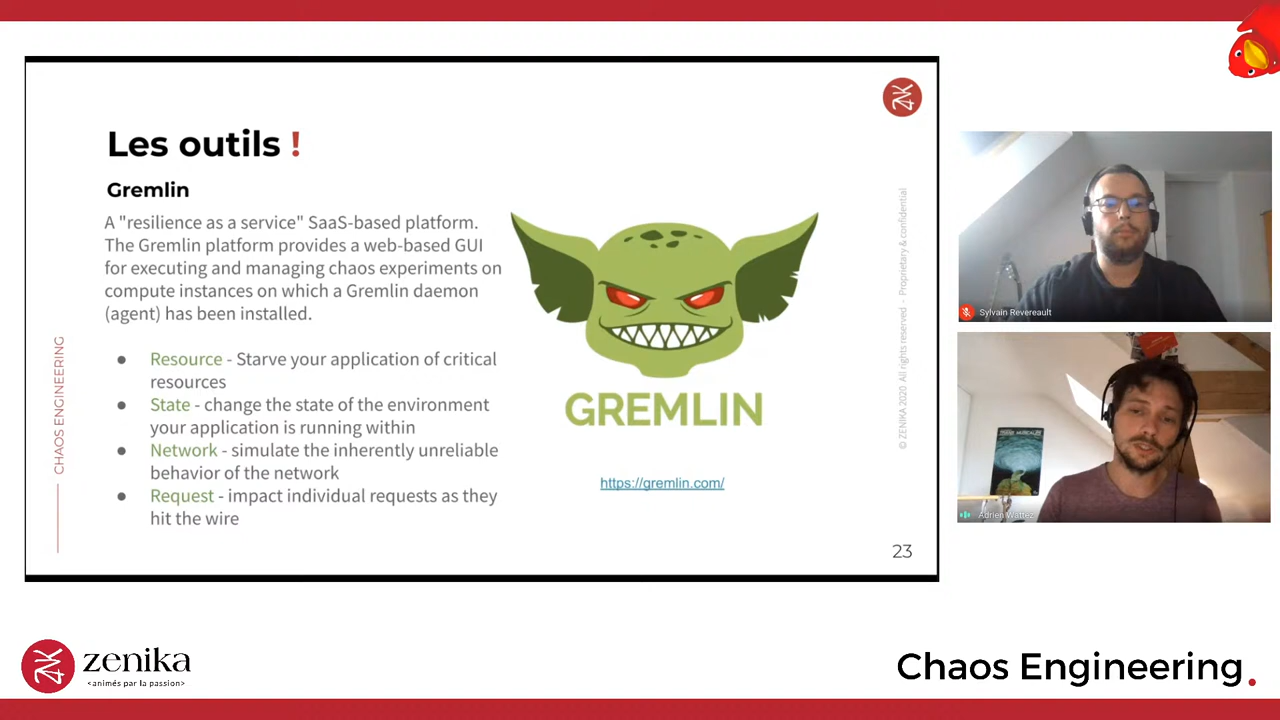 Les outils !
Gremlin
A "resilience as a service" SaaS-based platform.
The Gremlin platform provides a web-based GUI
for executing and managing chaos experiments on
compute instances on which a Gremlin daemon
(agent) has been installed.
● Resource - Starve your application of critical
resources
● State - change the state of the environment
your application is running within
● Network - simulate the inherently unreliable
behavior of the network
● Request - impact individual requests as they
hit the wire
GREMLIN
https://gremlin.com/
CHAOS ENGINEERING
© ZENIKA 2020 All rights reserved - Proprietary & confidential
23
Sylvain Revereault
Adrien Wattez
zenika
<animés par la passion>
Chaos Engineering.